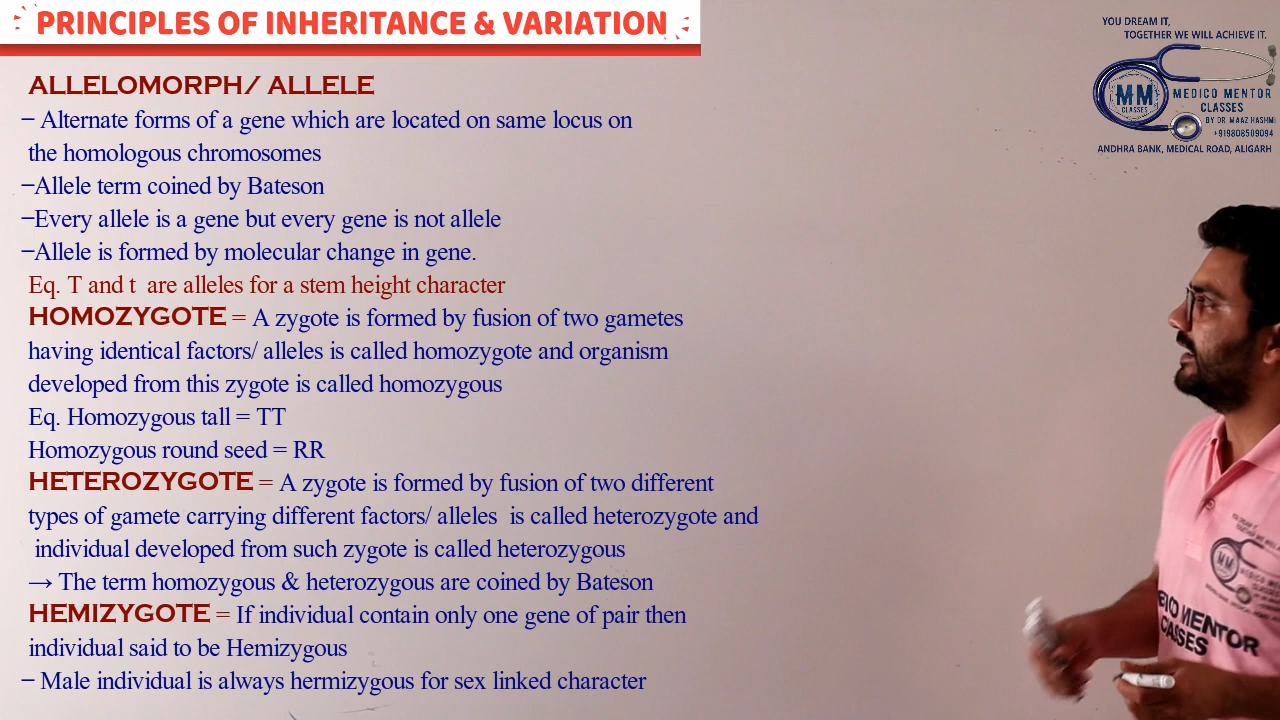 PRINCIPLES OF INHERITANCE & VARIATION
YOU DREAM IT,
TOGETHER WE WILL ACHIEVE IT.
MM
CLASSES
MEDICO MENTOR
CLASSES
BY DR MAAZ HASHMI
+919808509094
ANDHRA BANK, MEDICAL ROAD, ALIGARH
ALLELOMORPH/ ALLELE
– Alternate forms of a gene which are located on same locus on
the homologous chromosomes
–Allele term coined by Bateson
–Every allele is a gene but every gene is not allele
–Allele is formed by molecular change in gene.
Eq. T and t are alleles for a stem height character
HOMOZYGOTE = A zygote is formed by fusion of two gametes
having identical factors/ alleles is called homozygote and organism
developed from this zygote is called homozygous
Eq. Homozygous tall = TT
Homozygous round seed = RR
HETEROZYGOTE = A zygote is formed by fusion of two different
types of gamete carrying different factors/ alleles is called heterozygote and
individual developed from such zygote is called heterozygous
→ The term homozygous & heterozygous are coined by Bateson
HEMIZYGOTE = If individual contain only one gene of pair then
individual said to be Hemizygous
– Male individual is always hermizygous for sex linked character
MM
MENTOR
CLASSES